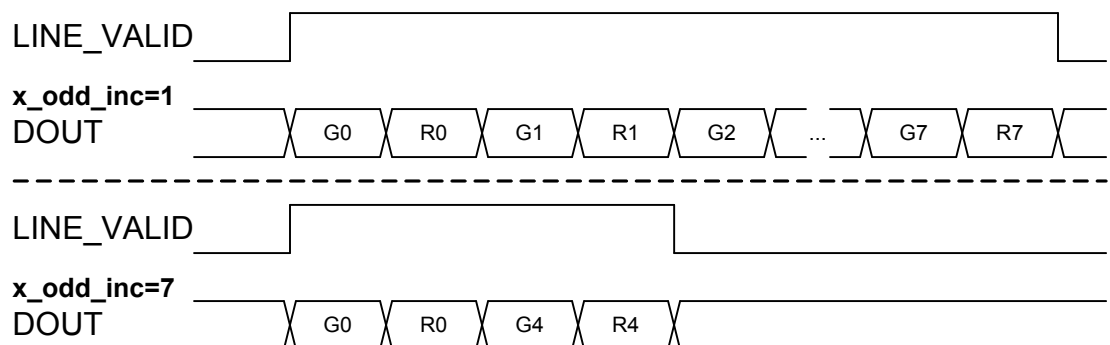 LINE_VALID
x_odd_inc=1
DOUT G0 R0 G1 R1 G2 ... G7 R7
LINE_VALID
x_odd_inc=7
DOUT G0 R0 G4 R4